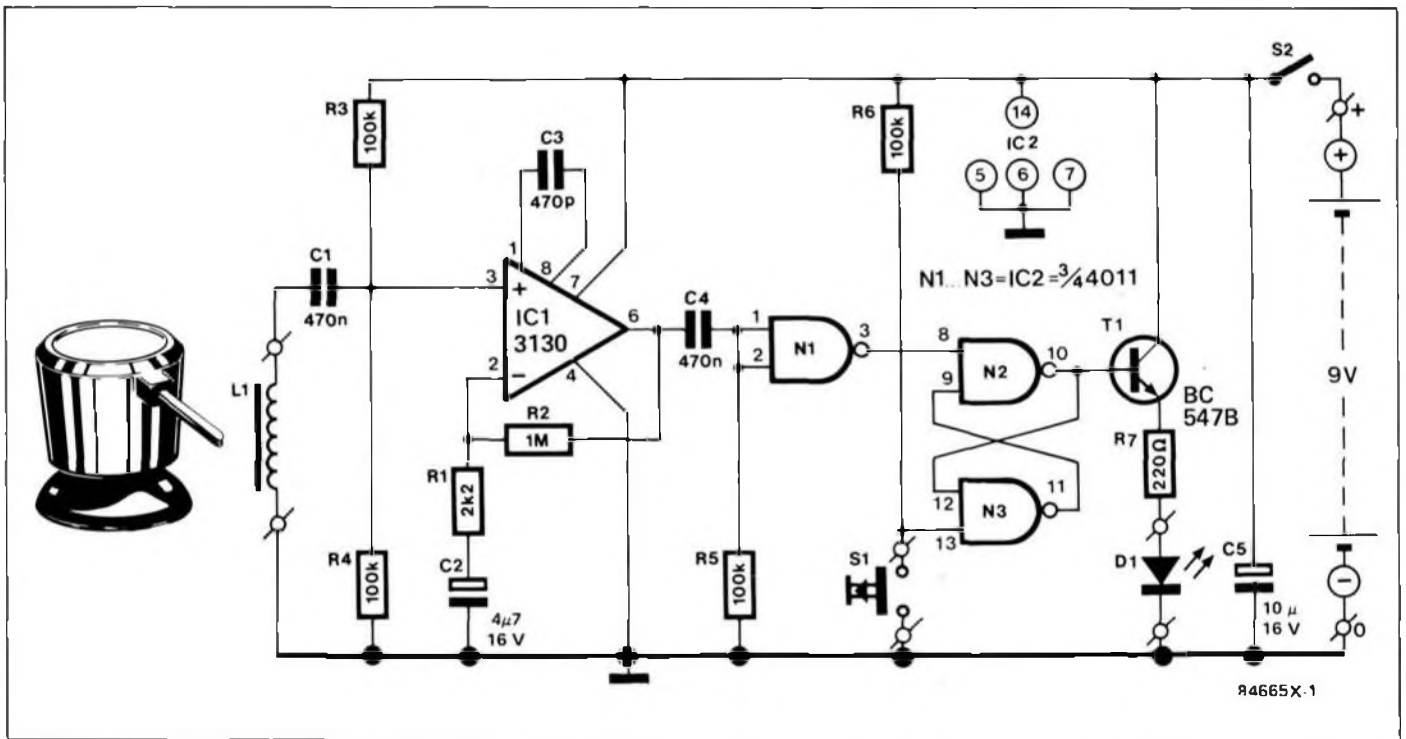 S2
R3
100k
C3
470p
R6
100k
14
IC 2
5
6
7
+
+
C1
470n
1
8
7
3
+
IC1
3130
6
2
−
4
C4
470n
1
2
N1
3
N1...N3=IC2=¾4011
8
9
N2
10
T1
BC
547B
9V
L1
R2
1M
R1
2k2
R7
220Ω
12
13
N3
11
R4
100k
C2
4µ7
16 V
R5
100k
S1
D1
C5
10 µ
16 V
−
0
84665X-1